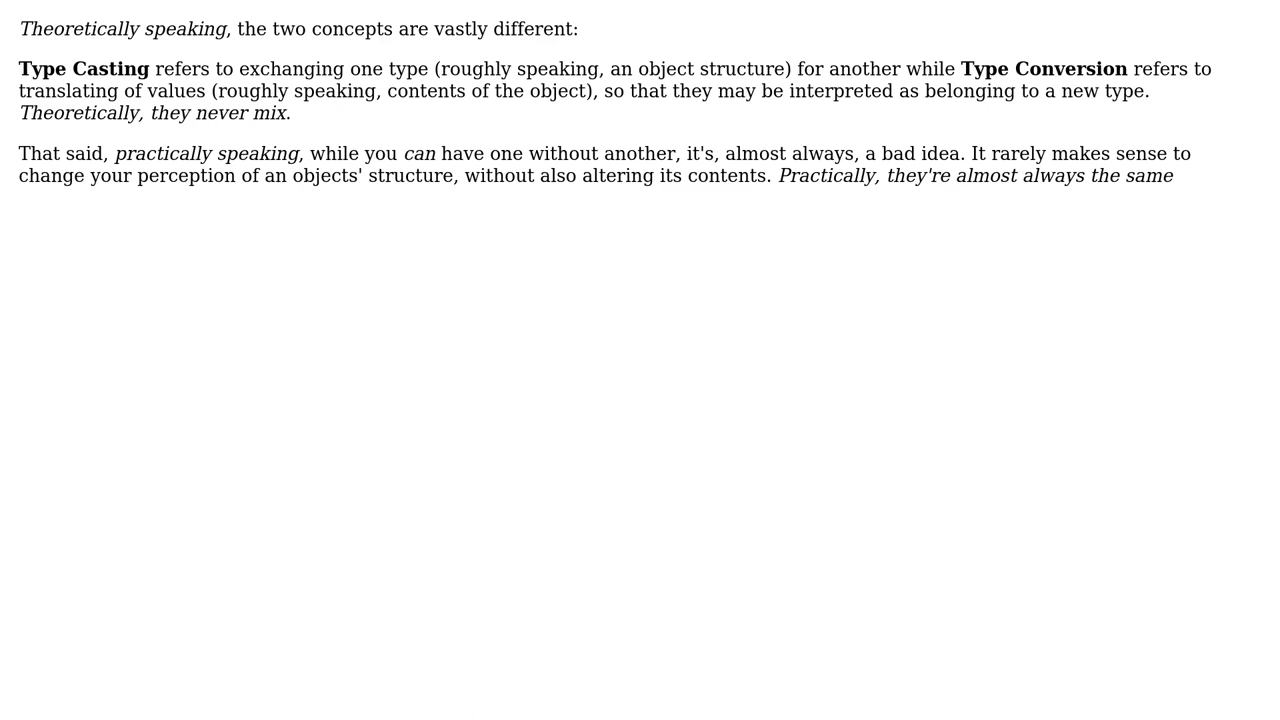 Theoretically speaking, the two concepts are vastly different:
Type Casting refers to exchanging one type (roughly speaking, an object structure) for another while Type Conversion refers to
translating of values (roughly speaking, contents of the object), so that they may be interpreted as belonging to a new type.
Theoretically, they never mix.
That said, practically speaking, while you can have one without another, it's, almost always, a bad idea. It rarely makes sense to
change your perception of an objects' structure, without also altering its contents. Practically, they're almost always the same